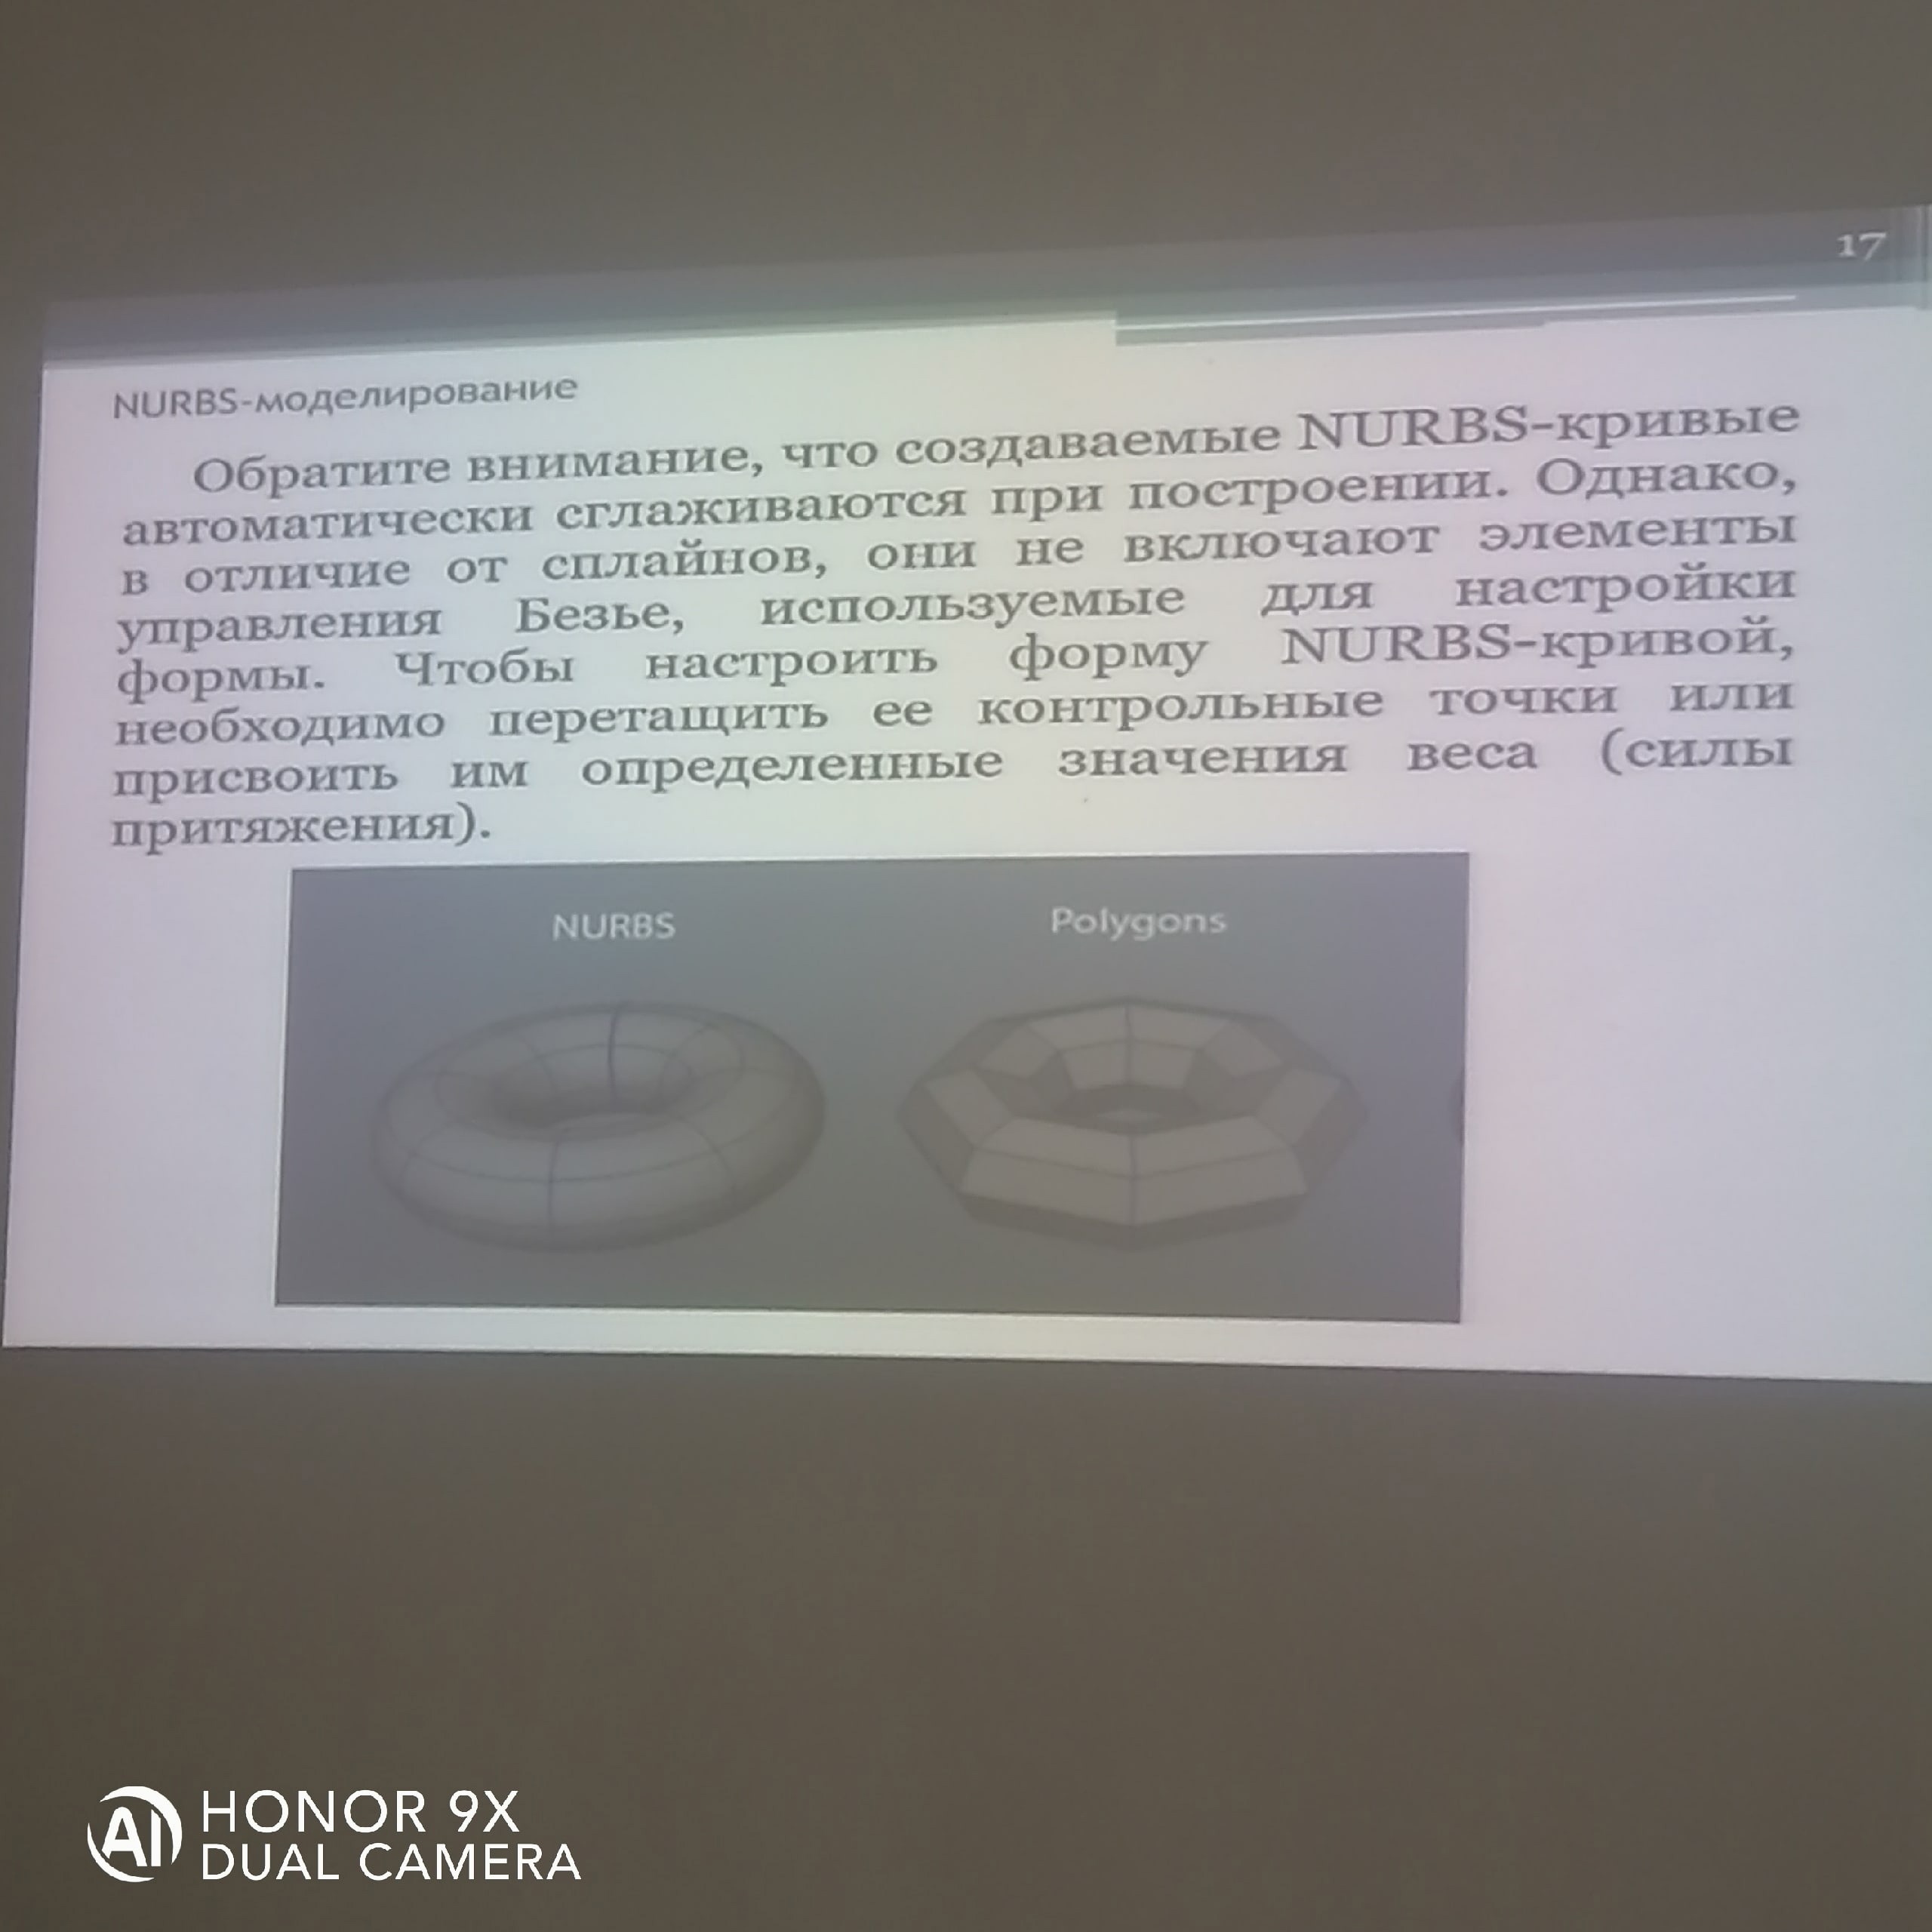 17
NURBS-моделирование
Обратите внимание, что создаваемые NURBS-кривые
автоматически сглаживаются при построении. Однако,
в отличие от сплайнов, они не включают элементы
управления Безье, используемые для настройки
формы. Чтобы настроить форму NURBS-кривой,
необходимо перетащить ее контрольные точки или
присвоить им определенные значения веса (силы
притяжения).
NURBS Polygons
AI HONOR 9X
DUAL CAMERA